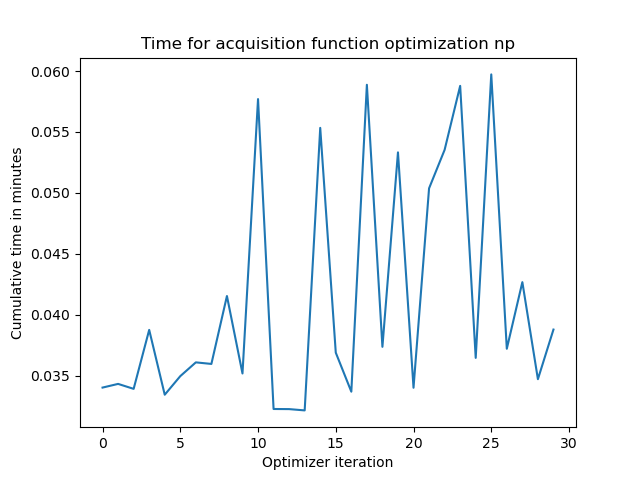 Time for acquisition function optimization np
0.060
0.055
0.050
0.045
0.040
0.035
Cumulative time in minutes
0 5 10 15 20 25 30
Optimizer iteration